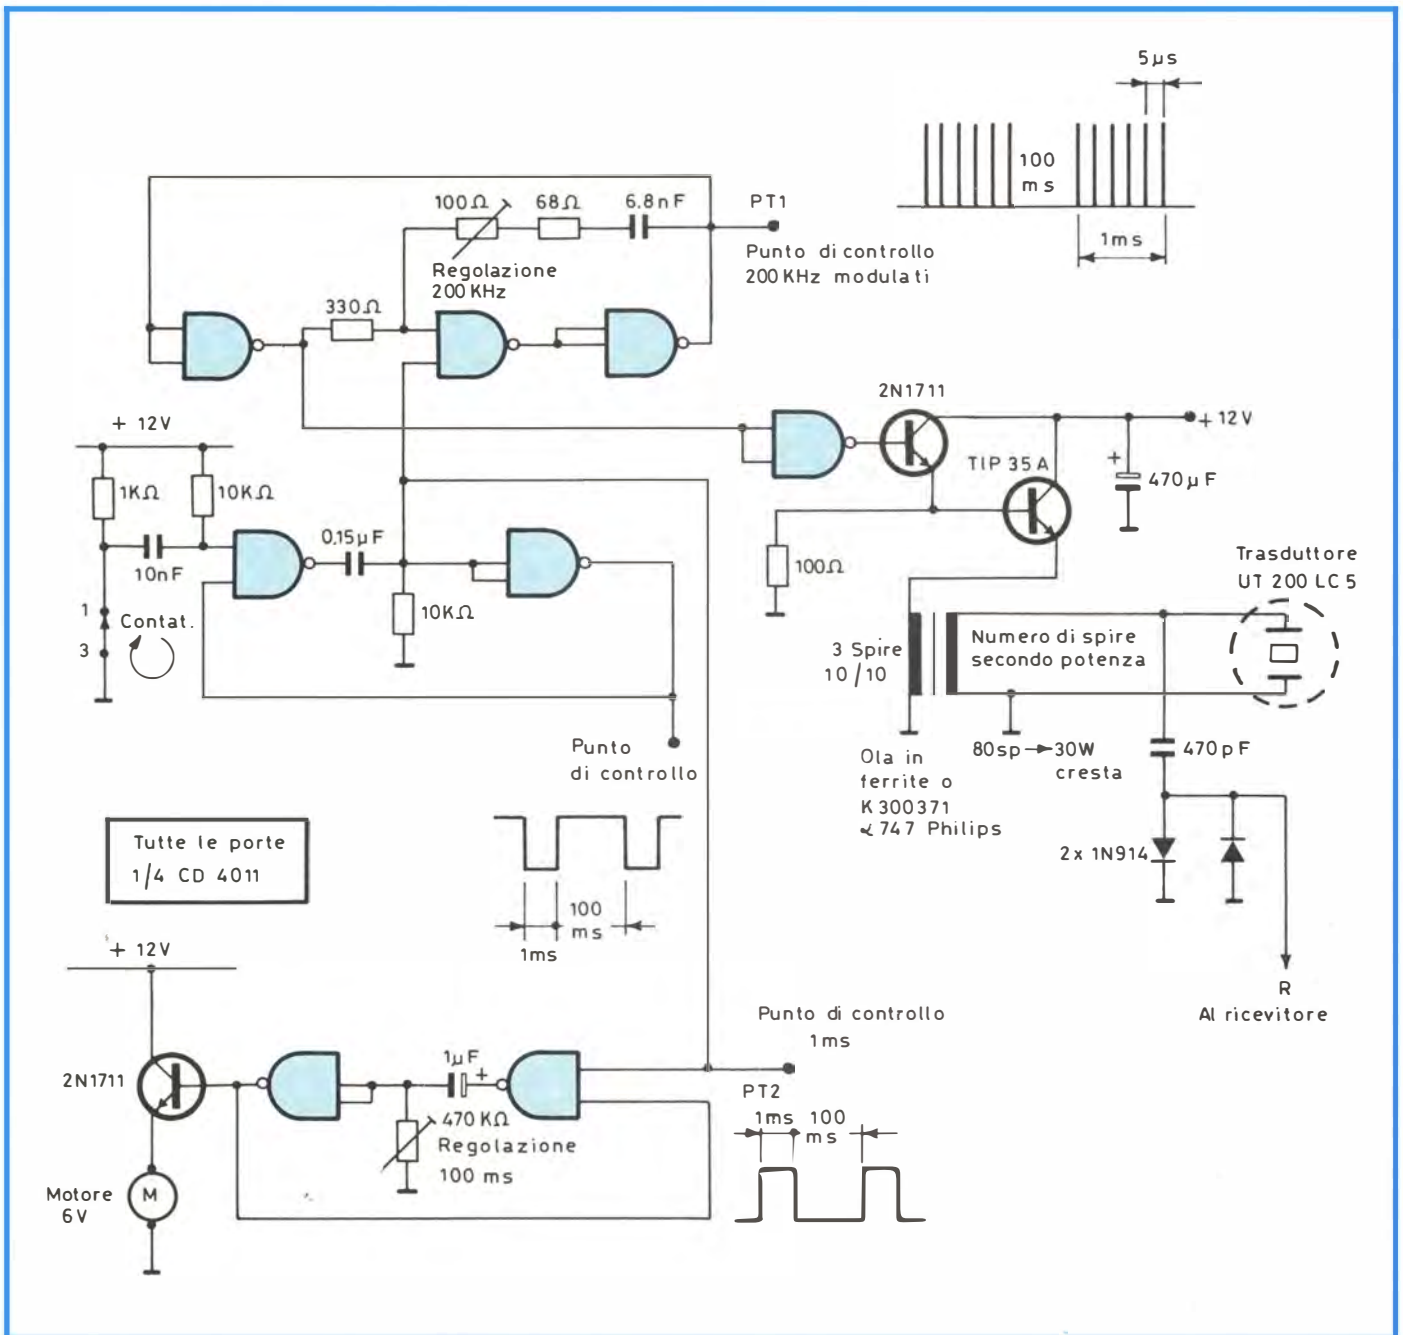 5µs
100
ms
1ms
100Ω
68Ω
6.8nF
PT1
Regolazione
200KHz
Punto di controllo
200KHz modulati
330Ω
2N1711
+12V
TIP 35A
+
470µF
+ 12V
1KΩ
10KΩ
10nF
0,15µF
10KΩ
1
Contat.
3
100Ω
Trasduttore
UT 200 LC5
3 Spire
10/10
Numero di spire
secondo potenza
80sp→30W
cresta
Ola in
ferrite o
K300371
α747 Philips
470pF
2x 1N914
R
Al ricevitore
Punto
di controllo
100
ms
1ms
Tutte le porte
1/4 CD 4011
+ 12V
2N1711
Motore
6V
M
1µF
+
470KΩ
Regolazione
100 ms
Punto di controllo
1ms
PT2
1ms 100
ms